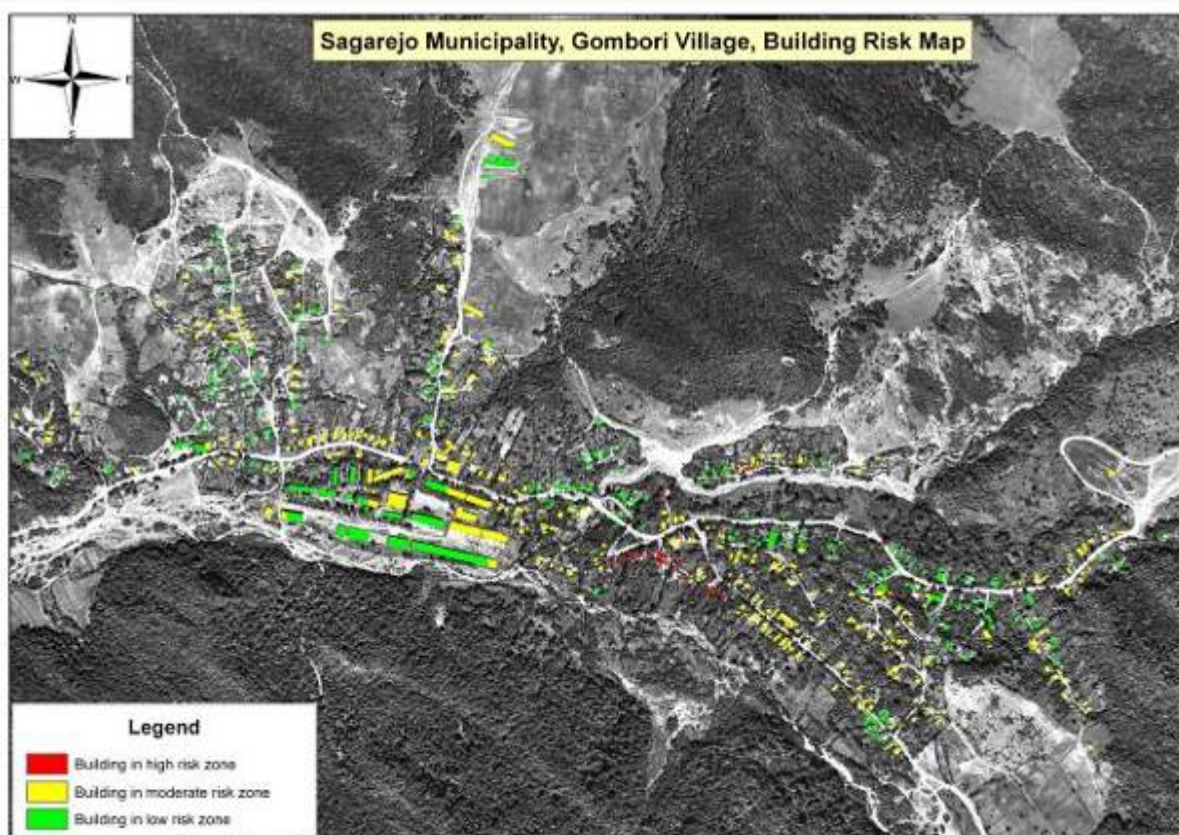 Sagarejo Municipality, Gombori Village, Building Risk Map
N
W
E
S
Legend
Building in high risk zone
Building in moderate risk zone
Building in low risk zone